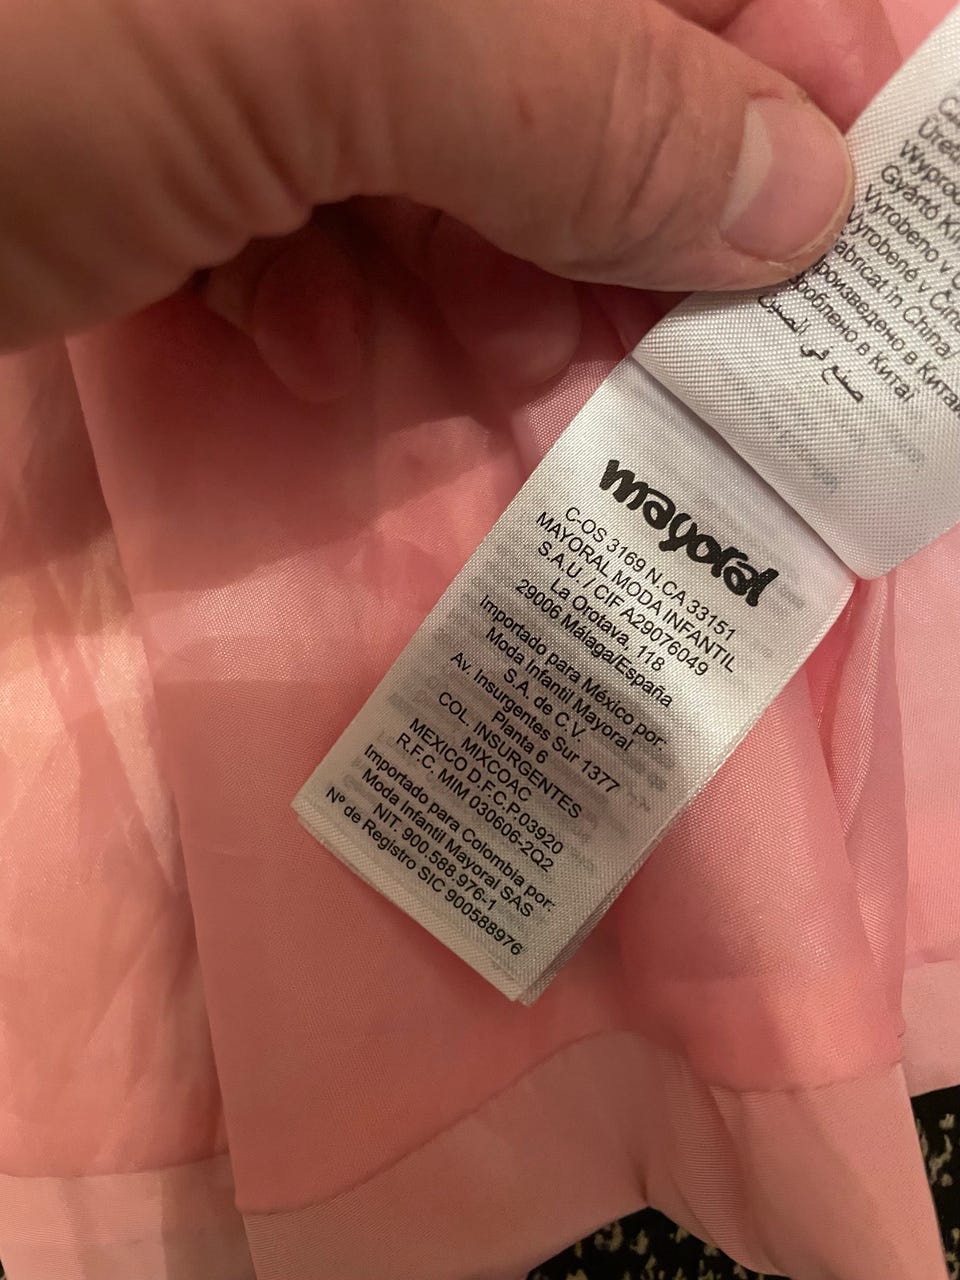 Vyrobeno v
Vyrobené v
Fabricat in China/
Произведено в
Зроблено в Китаї
صنع في الصين
mayoral
C-OS 3169 N.CA 33151
MAYORAL MODA INFANTIL
S.A.U. / CIF A29076049
La Orotava, 118
29006 Málaga/España
Importado para México por:
Moda Infantil Mayoral
S.A. de C.V.
Av. Insurgentes Sur 1377
Planta 6
COL. INSURGENTES
MIXCOAC
MEXICO D.F.C.P.03920
R.F.C. MIM 030606-2Q2
Importado para Colombia por:
Moda Infantil Mayoral SAS
NIT. 900.588.976-1
Nº de Registro SIC 900588976